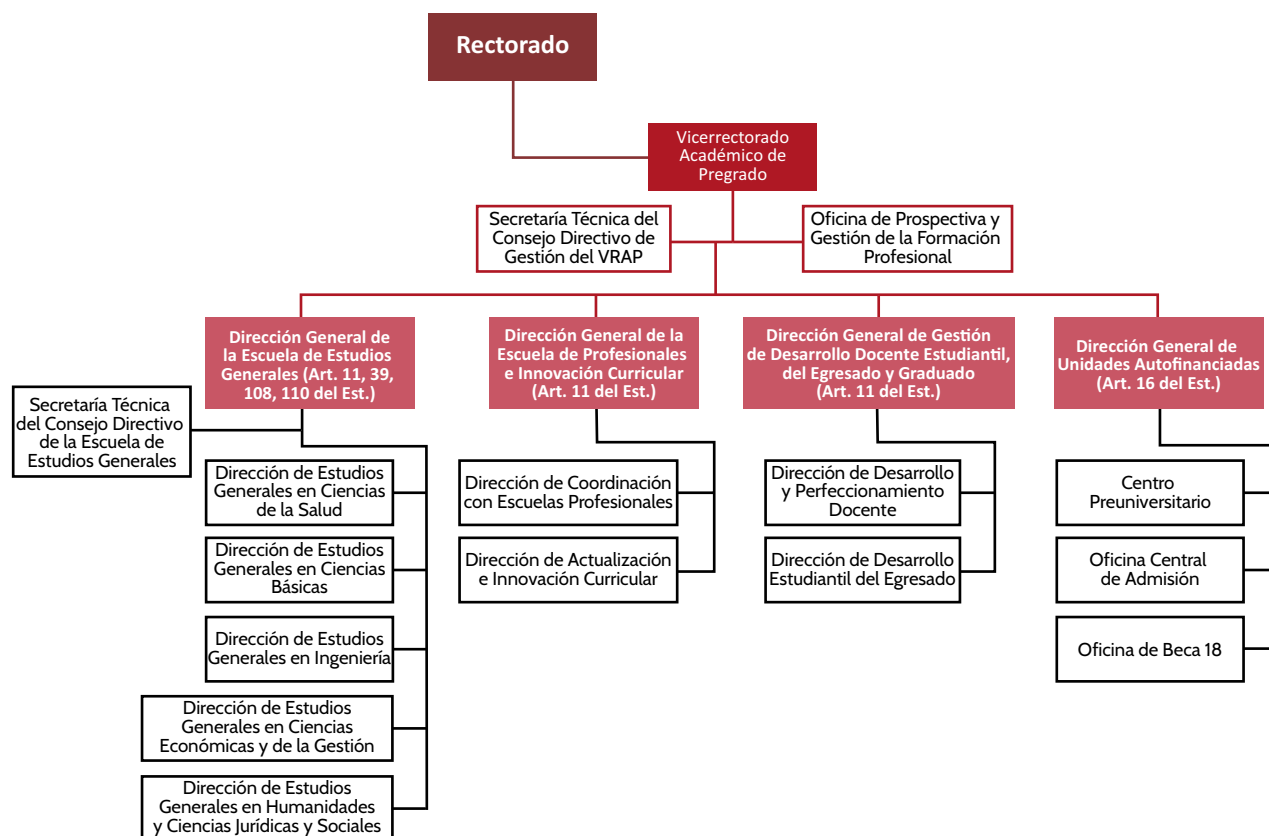 Rectorado
Vicerrectorado
Académico de
Pregrado
Secretaría Técnica del
Consejo Directivo de
Gestión del VRAP
Oficina de Prospectiva y
Gestión de la Formación
Profesional
Dirección General de
la Escuela de Estudios
Generales (Art. 11, 39,
108, 110 del Est.)
Dirección General de la
Escuela de Profesionales
e Innovación Curricular
(Art. 11 del Est.)
Dirección General de Gestión
de Desarrollo Docente Estudiantil,
del Egresado y Graduado
(Art. 11 del Est.)
Dirección General de
Unidades Autofinanciadas
(Art. 16 del Est.)
Secretaría Técnica
del Consejo Directivo
de la Escuela de
Estudios Generales
Dirección de Estudios
Generales en Ciencias
de la Salud
Dirección de Estudios
Generales en Ciencias
Básicas
Dirección de Estudios
Generales en Ingeniería
Dirección de Estudios
Generales en Ciencias
Económicas y de la Gestión
Dirección de Estudios
Generales en Humanidades
y Ciencias Jurídicas y Sociales
Dirección de Coordinación
con Escuelas Profesionales
Dirección de Actualización
e Innovación Curricular
Dirección de Desarrollo
y Perfeccionamiento
Docente
Dirección de Desarrollo
Estudiantil del Egresado
Centro
Preuniversitario
Oficina Central
de Admisión
Oficina de Beca 18